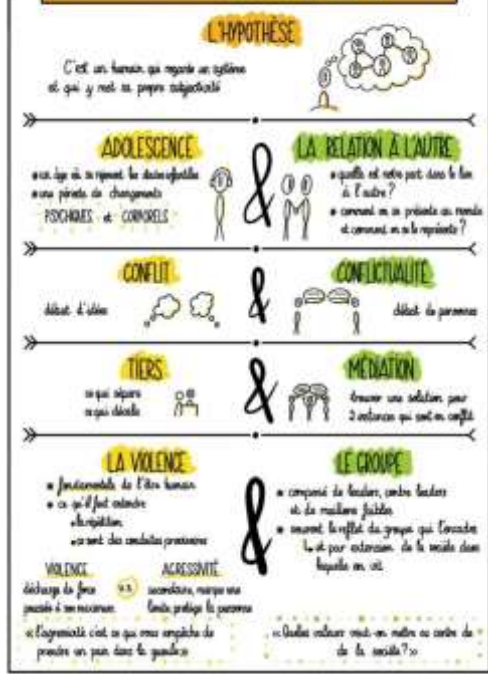 L'HYPOTHÈSE
C'est un humain qui regarde un système
et qui y met sa propre subjectivité
ADOLESCENCE
un âge où se rejouent les désirs infantiles
une période de changements
PSYCHIQUES et CORPORELS
&
LA RELATION À L'AUTRE
quelle est notre part dans le lien
à l'autre ?
comment on se présente au monde
et comment on se le représente ?
CONFLIT
débat d'idées
&
CONFLICTUALITÉ
débat de personnes
TIERS
ce qui sépare
ce qui décale
&
MÉDIATION
trouver une solution pour
2 instances qui sont en conflit
LA VIOLENCE
fondamentale de l'être humain
ce qu'il faut entendre
la répétition
ce sont des conduites
VIOLENCE
décharge de force
poussée à son maximum.
v.s.
AGRESSIVITÉ
secondaire, marque une
limite, protège la personne
« l'agressivité c'est ce qui nous empêche de
prendre un pain dans la gueule »
&
LE GROUPE
composé de leaders, contre leaders
et de maillons faibles
souvent le reflet du groupe qui l'encadre
et par extension de la société dans
laquelle on vit.
« Quelles valeurs veut-on mettre au centre de
de la société ? »